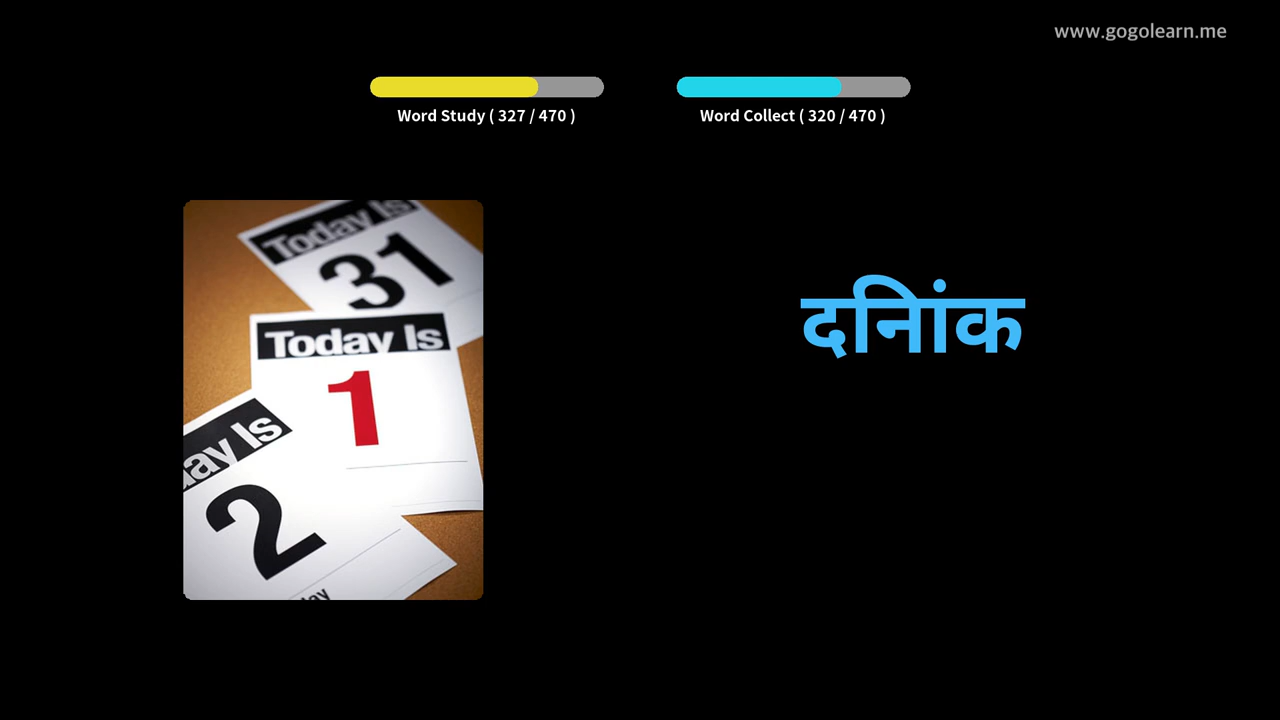 www.gogolearn.me
Word Study ( 327 / 470 )
Word Collect ( 320 / 470 )
Today Is
31
Today Is
1
ay Is
2
दनिांक